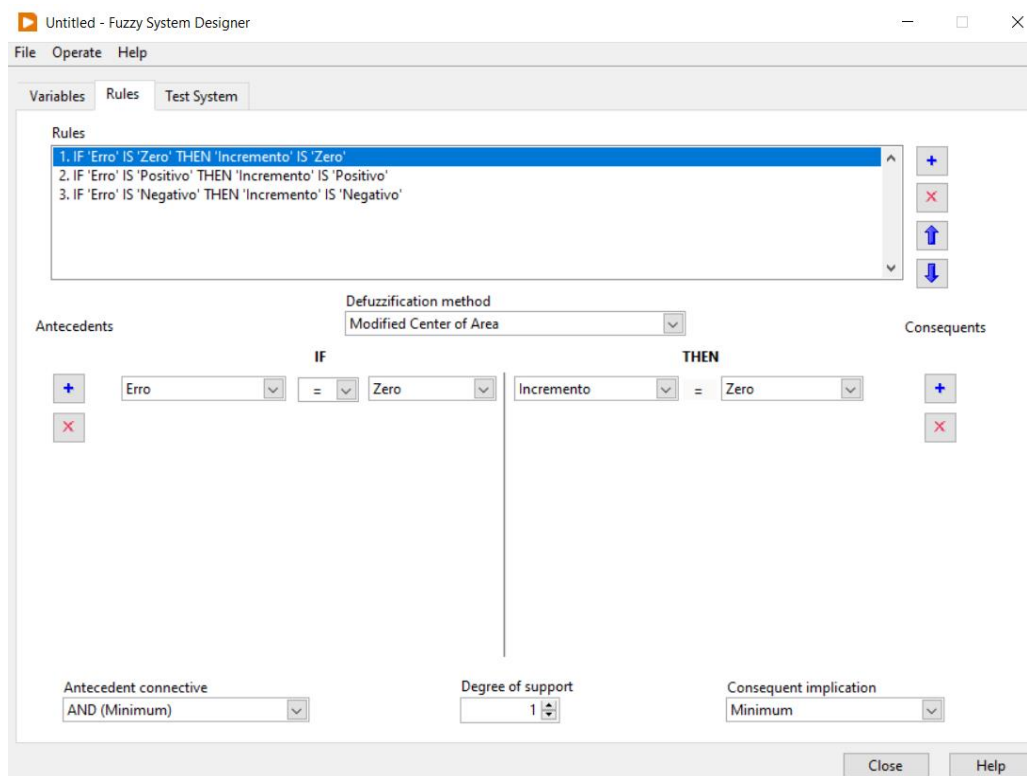 Untitled - Fuzzy System Designer
File Operate Help
Variables Rules Test System
Rules
1. IF 'Erro' IS 'Zero' THEN 'Incremento' IS 'Zero'
2. IF 'Erro' IS 'Positivo' THEN 'Incremento' IS 'Positivo'
3. IF 'Erro' IS 'Negativo' THEN 'Incremento' IS 'Negativo'
Defuzzification method
Modified Center of Area
Antecedents Consequents
IF THEN
Erro = Zero Incremento = Zero
Antecedent connective Degree of support Consequent implication
AND (Minimum) 1 Minimum
Close Help